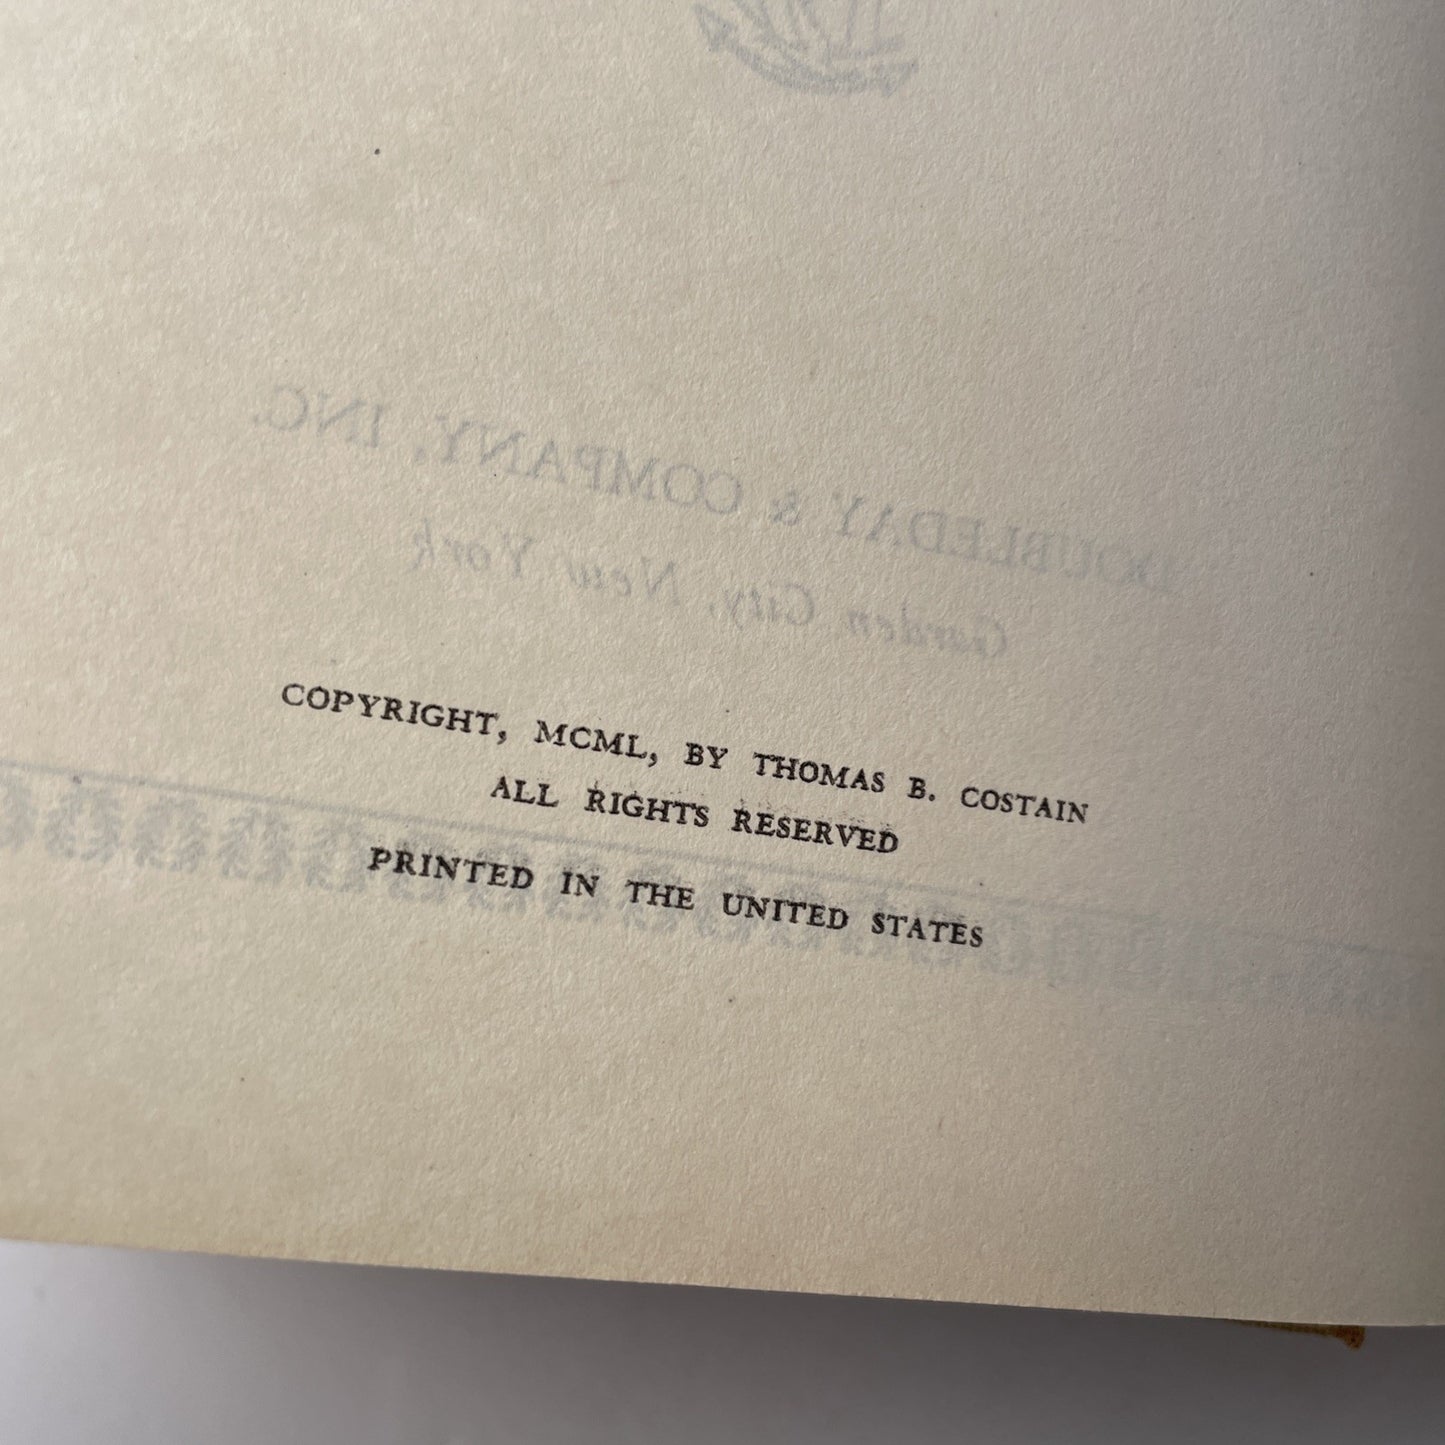 DOUBLEDAY & COMPANY, INC.
Garden City, New York
COPYRIGHT, MCML, BY THOMAS B. COSTAIN
ALL RIGHTS RESERVED
PRINTED IN THE UNITED STATES